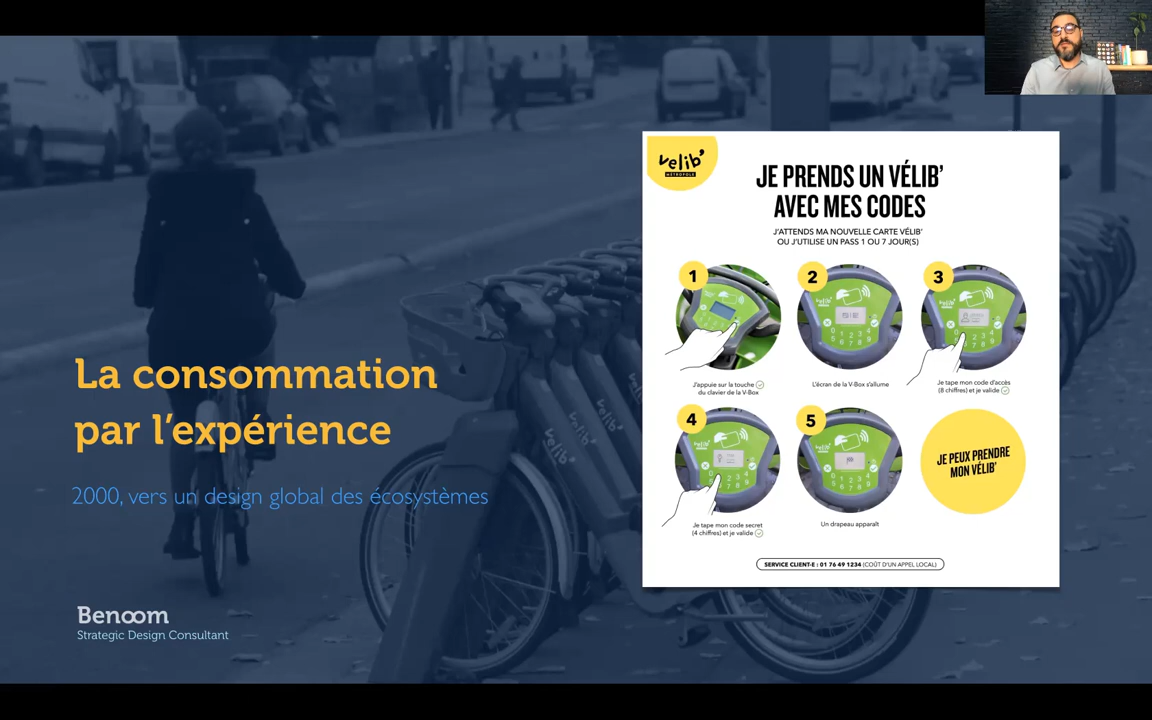 La consommation
par l'expérience
2000, vers un design global des écosystèmes
Benoom
Strategic Design Consultant
velib'
MÉTROPOLE
JE PRENDS UN VÉLIB'
AVEC MES CODES
J'ATTENDS MA NOUVELLE CARTE VÉLIB'
OU J'UTILISE UN PASS 1 OU 7 JOUR(S)
1
J'appuie sur la touche
du clavier de la V-Box
2
L'écran de la V-Box s'allume
3
Je tape mon code d'accès
(8 chiffres) et je valide
4
Je tape mon code secret
(4 chiffres) et je valide
5
Un drapeau apparaît
JE PEUX PRENDRE
MON VÉLIB'
SERVICE CLIENT-E : 01 76 49 1234 (COÛT D'UN APPEL LOCAL)
velib'
velib'